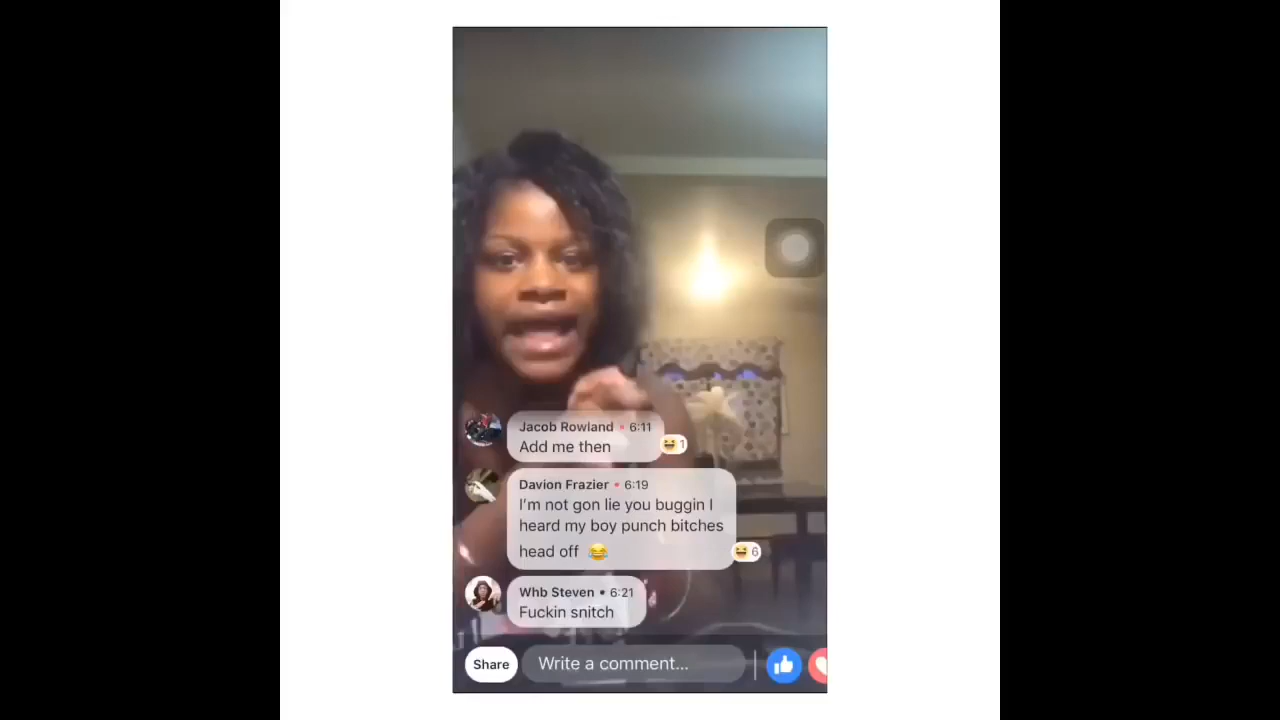 Jacob Rowland • 6:11
Add me then
1
Davion Frazier • 6:19
I'm not gon lie you buggin I
heard my boy punch bitches
head off 😂
6
Whb Steven • 6:21
Fuckin snitch
Share
Write a comment...